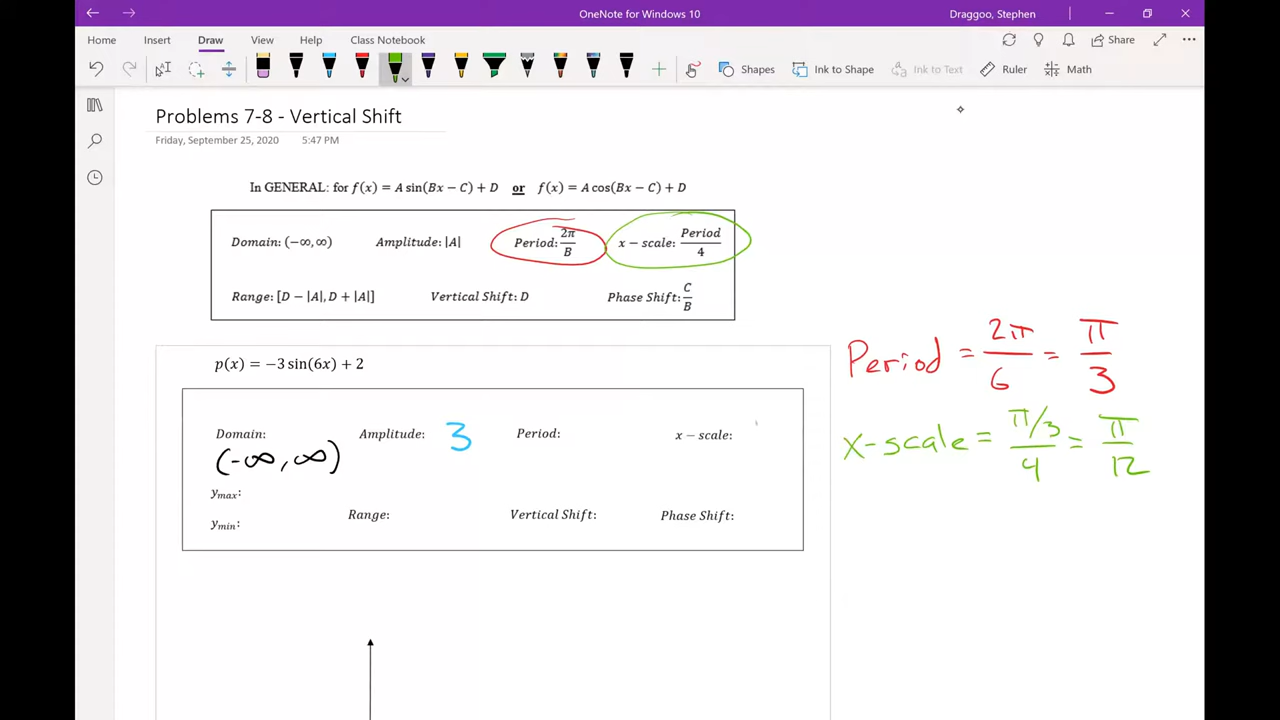 OneNote for Windows 10
Draggoo, Stephen
Home Insert Draw View Help Class Notebook
Share
Shapes Ink to Shape Ink to Text Ruler Math
Problems 7-8 - Vertical Shift
Friday, September 25, 2020 5:47 PM
In GENERAL: for f(x) = A sin(Bx − C) + D or f(x) = A cos(Bx − C) + D
Domain: (−∞, ∞) Amplitude: |A| Period: 2π/B x − scale: Period/4
Range: [D − |A|, D + |A|] Vertical Shift: D Phase Shift: C/B
p(x) = −3 sin(6x) + 2
Period = 2π/6 = π/3
Domain: Amplitude: 3 Period: x − scale:
(-∞, ∞)
x-scale = π/3/4 = π/12
y_max:
Range: Vertical Shift: Phase Shift:
y_min: